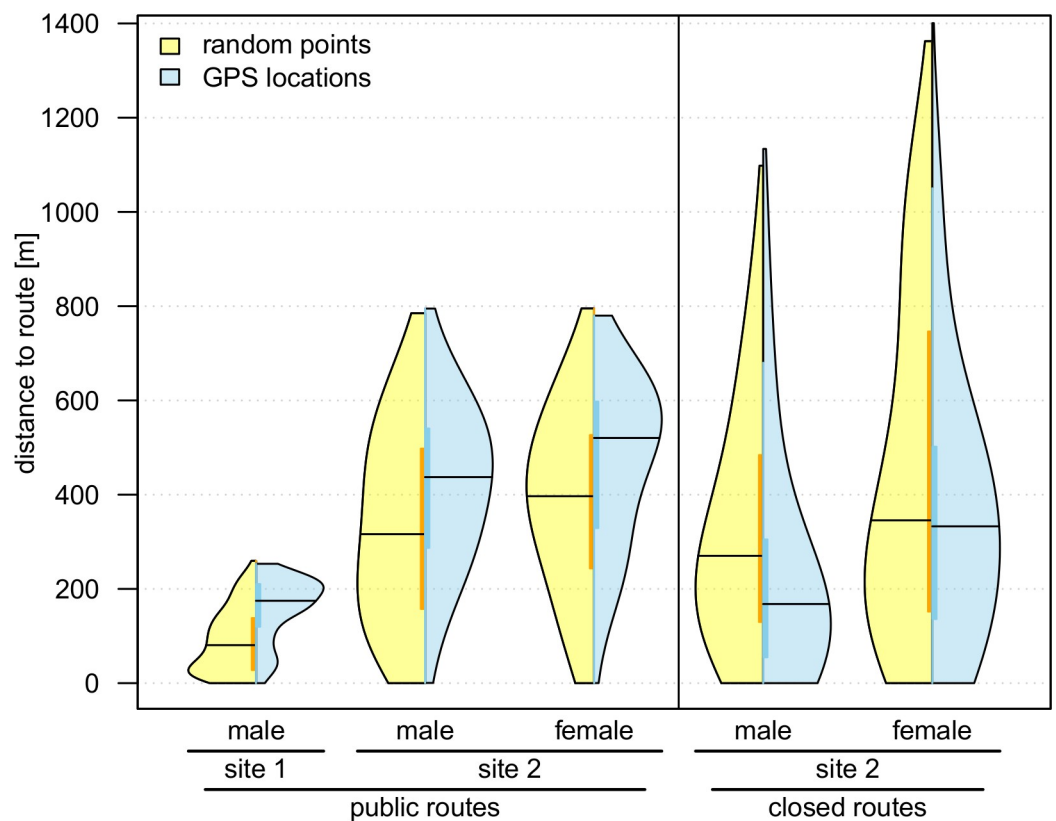 random points
GPS locations
1400
1200
1000
800
600
400
200
0
distance to route [m]
male male female male female
site 1 site 2 site 2
public routes closed routes